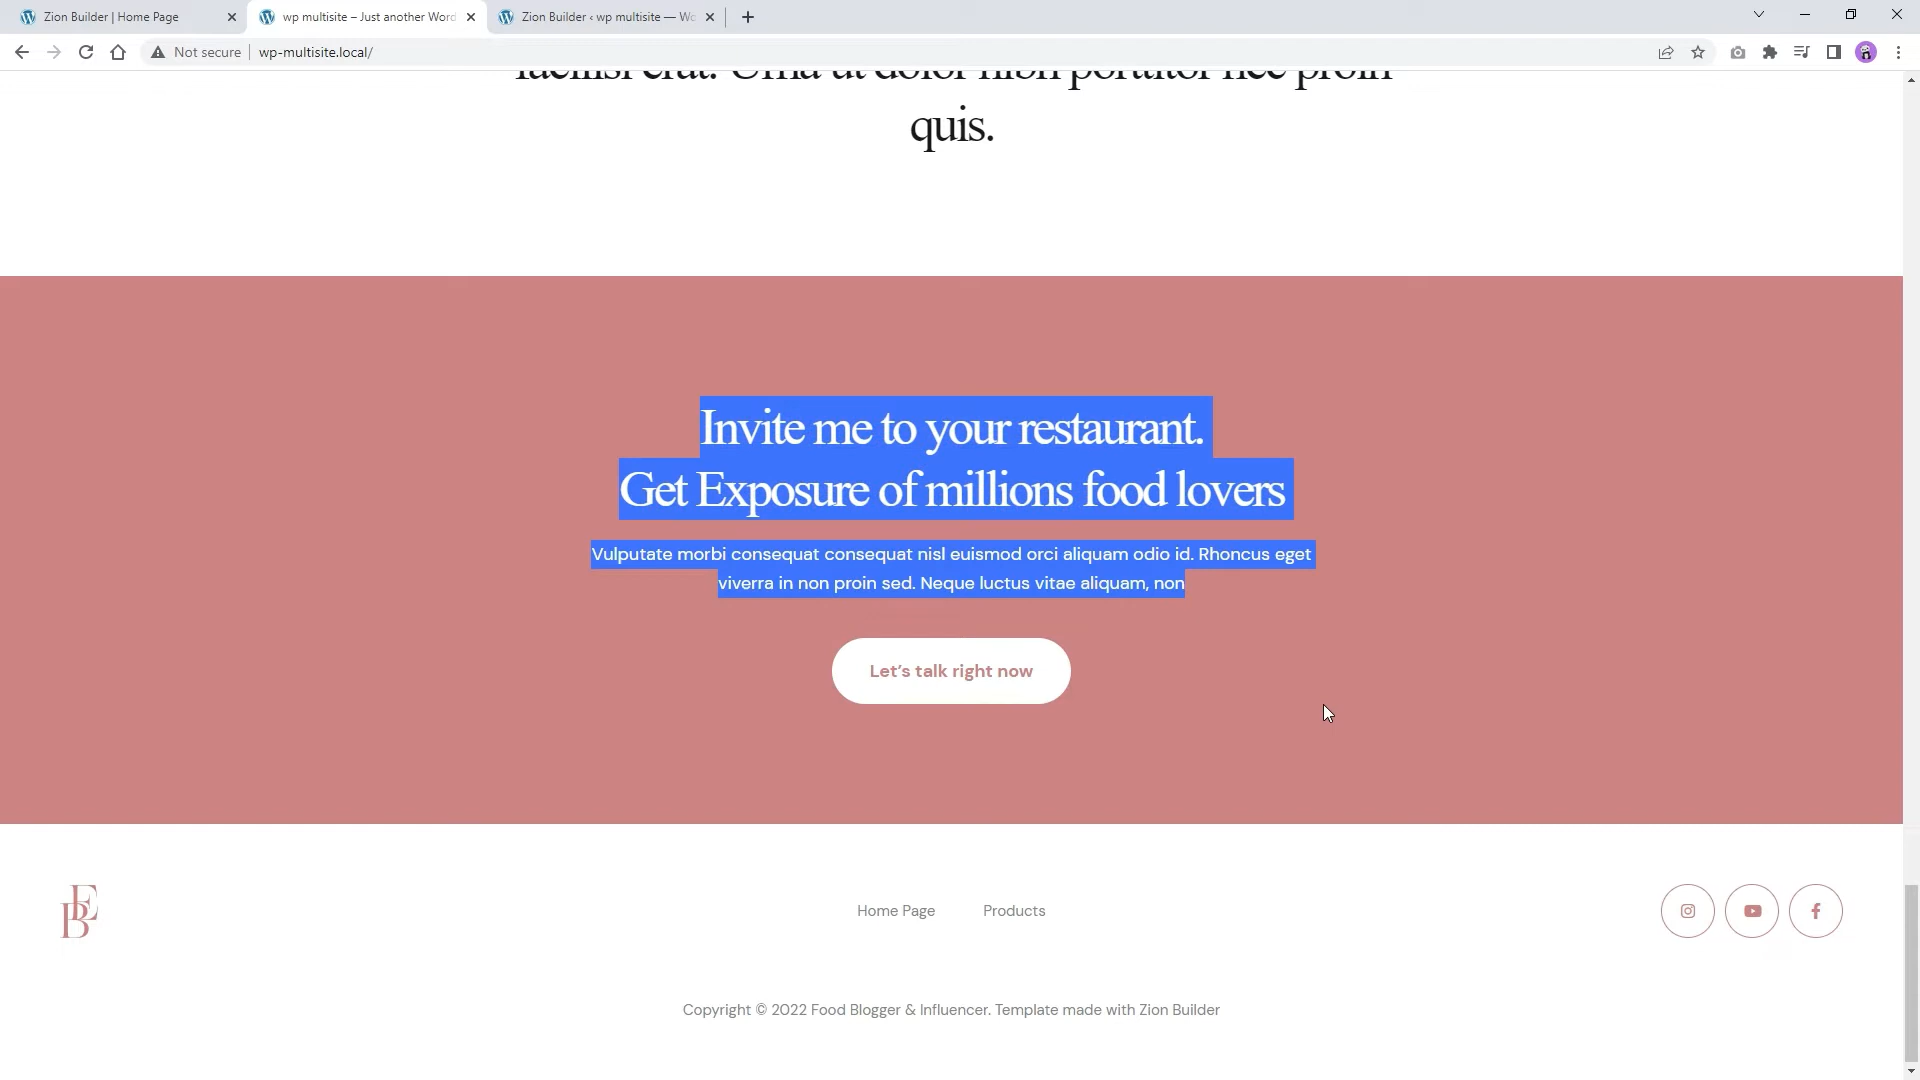 Zion Builder | Home Page
wp multisite – Just another Word
Zion Builder ‹ wp multisite — Wo
Not secure
wp-multisite.local/
facilisi erat. Urna ut dolor nibh porttitor nec proin
quis.
Invite me to your restaurant.
Get Exposure of millions food lovers
Vulputate morbi consequat consequat nisl euismod orci aliquam odio id. Rhoncus eget
viverra in non proin sed. Neque luctus vitae aliquam, non
Let’s talk right now
BE
Home Page
Products
Copyright © 2022 Food Blogger & Influencer. Template made with Zion Builder